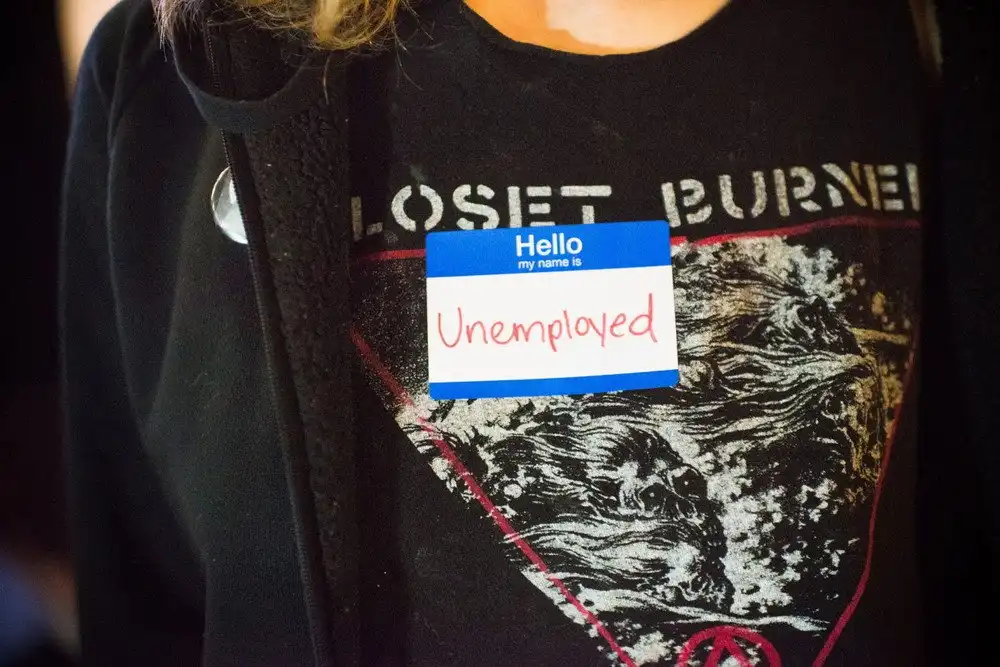 LOSET BURNE
Hello
my name is
Unemployed